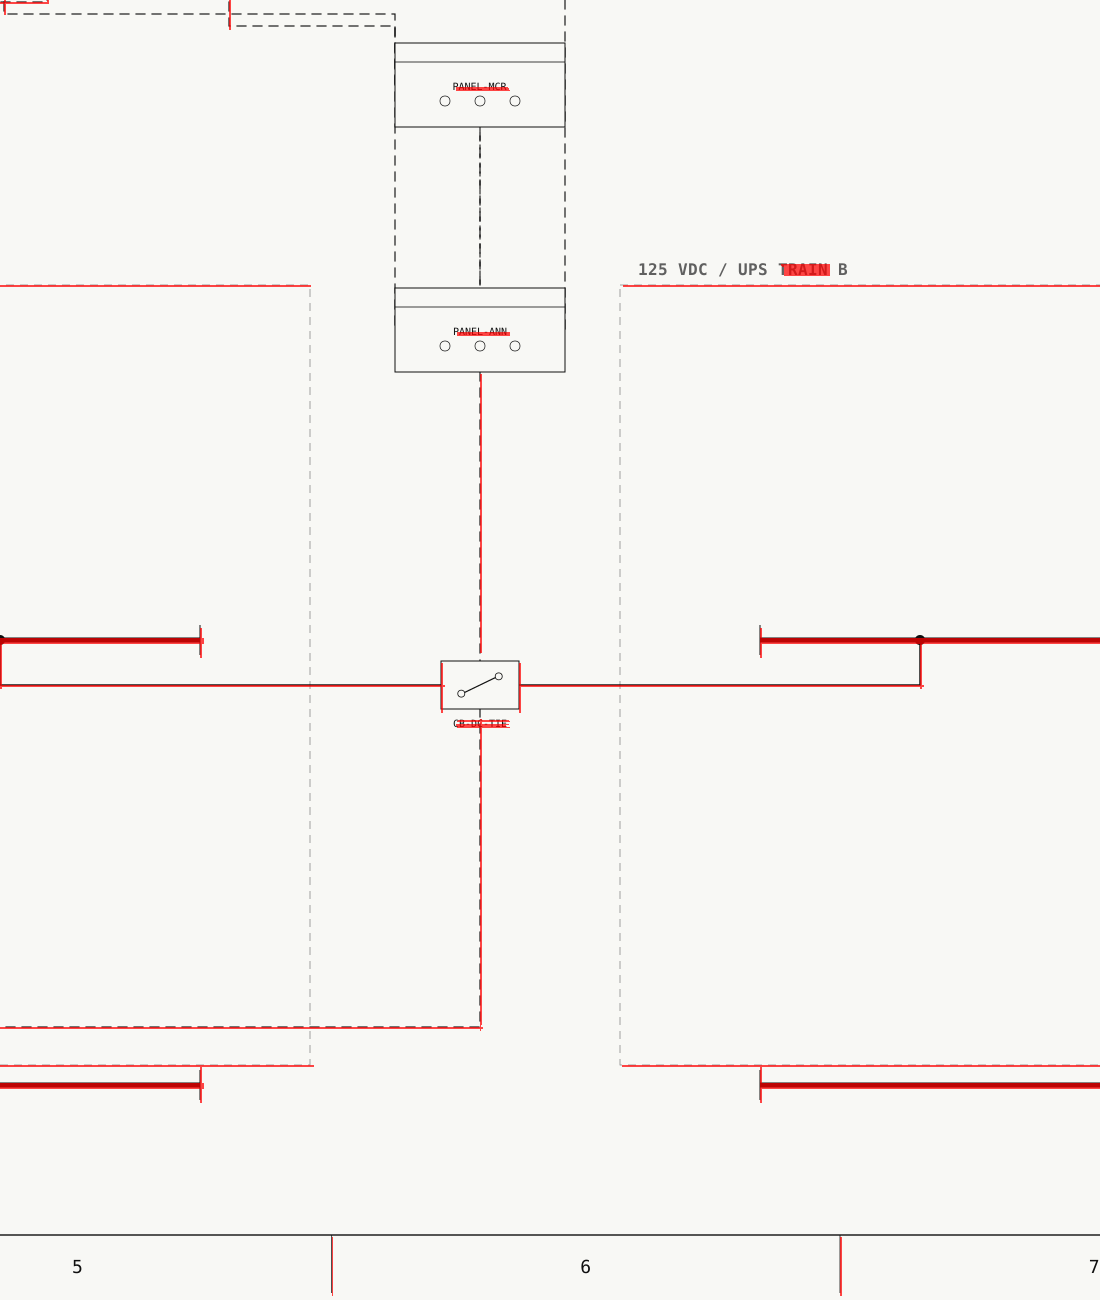 PANEL-MCR
125 VDC / UPS TRAIN B
PANEL-ANN
CB-DC-TIE
5
6
7